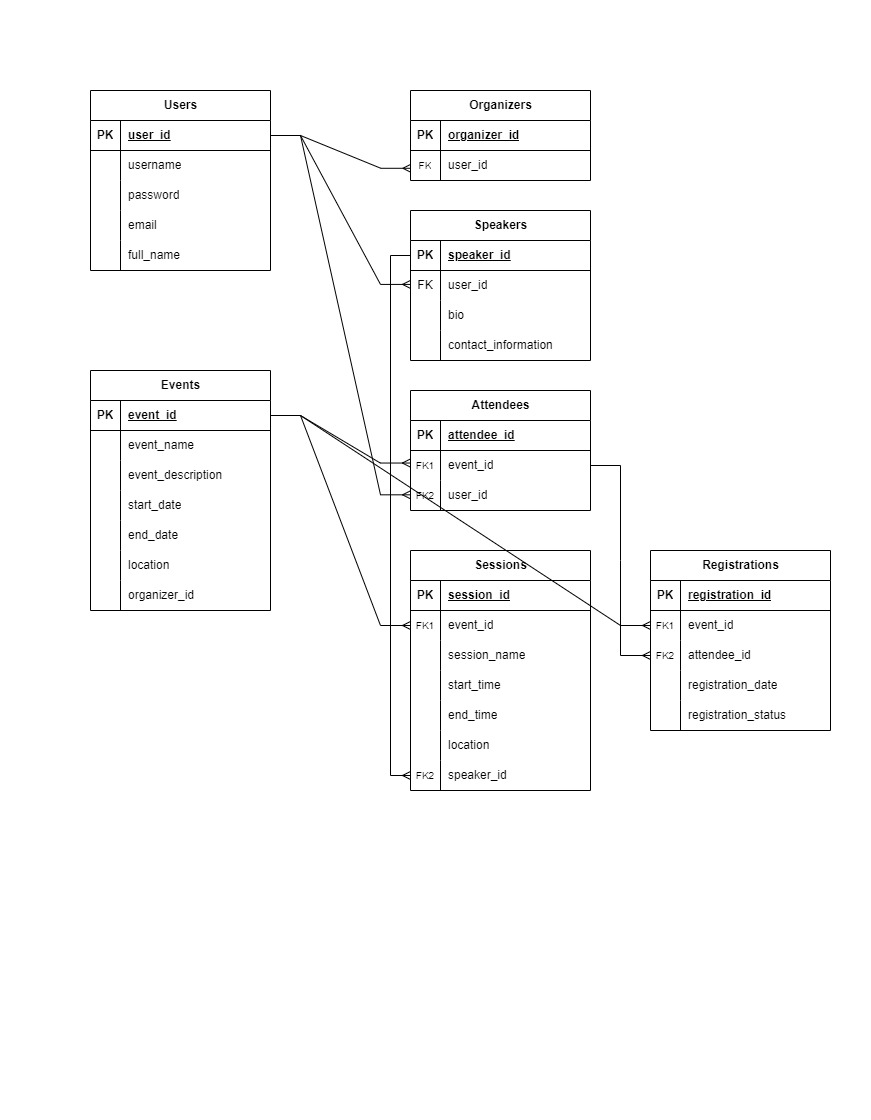 Users
PK user_id
username
password
email
full_name
Organizers
PK organizer_id
FK user_id
Speakers
PK speaker_id
FK user_id
bio
contact_information
Events
PK event_id
event_name
event_description
start_date
end_date
location
organizer_id
Attendees
PK attendee_id
FK1 event_id
FK2 user_id
Sessions
PK session_id
FK1 event_id
session_name
start_time
end_time
location
FK2 speaker_id
Registrations
PK registration_id
FK1 event_id
FK2 attendee_id
registration_date
registration_status